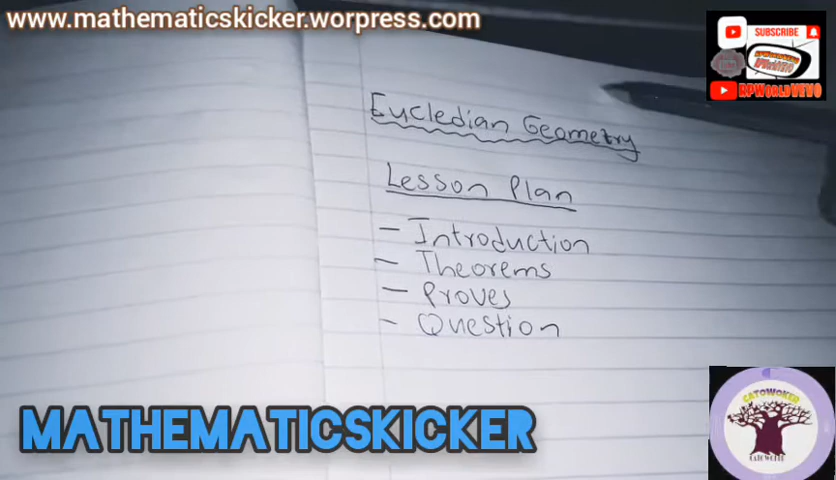 www.mathematicskicker.worpress.com
SUBSCRIBE
RPWORLDVEVO
Eucledian Geometry
Lesson Plan
- Introduction
- Theorems
- Proves
- Question
MATHEMATICSKICKER
CATOWOKER